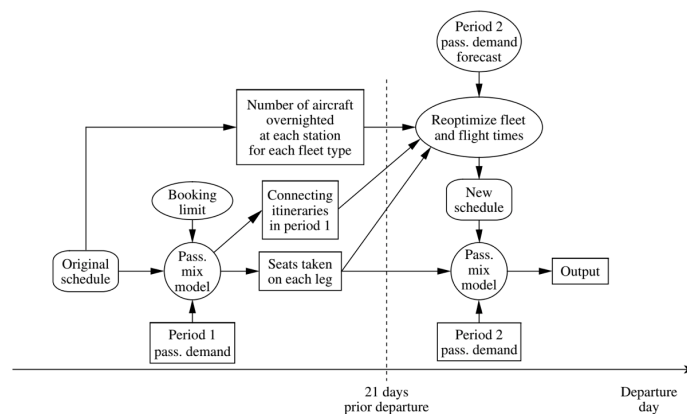 Period 2
pass. demand
forecast
Number of aircraft
overnighted
at each station
for each fleet type
Reoptimize fleet
and flight times
Booking
limit
Connecting
itineraries
in period 1
New
schedule
Original
schedule
Pass.
mix
model
Seats taken
on each leg
Pass.
mix
model
Output
Period 1
pass. demand
Period 2
pass. demand
21 days
prior departure
Departure
day